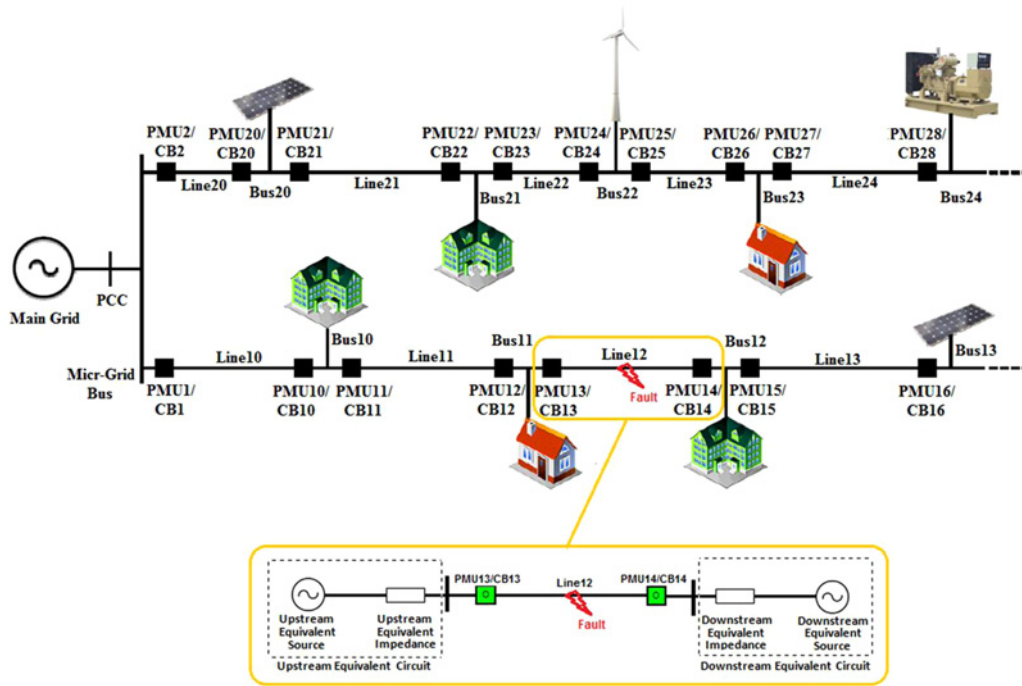 PMU2/
CB2
PMU20/
CB20
PMU21/
CB21
PMU22/
CB22
PMU23/
CB23
PMU24/
CB24
PMU25/
CB25
PMU26/
CB26
PMU27/
CB27
PMU28/
CB28
Line20
Bus20
Line21
Bus21
Line22
Bus22
Line23
Bus23
Line24
Bus24
Main Grid
PCC
Micr-Grid
Bus
PMU1/
CB1
Line10
PMU10/
CB10
Bus10
PMU11/
CB11
Line11
Bus11
PMU12/
CB12
PMU13/
CB13
Line12
Fault
PMU14/
CB14
Bus12
PMU15/
CB15
Line13
PMU16/
CB16
Bus13
PMU13/CB13
Line12
Fault
PMU14/CB14
Upstream
Equivalent
Source
Upstream
Equivalent
Impedance
Upstream Equivalent Circuit
Downstream
Equivalent
Impedance
Downstream
Equivalent
Source
Downstream Equivalent Circuit